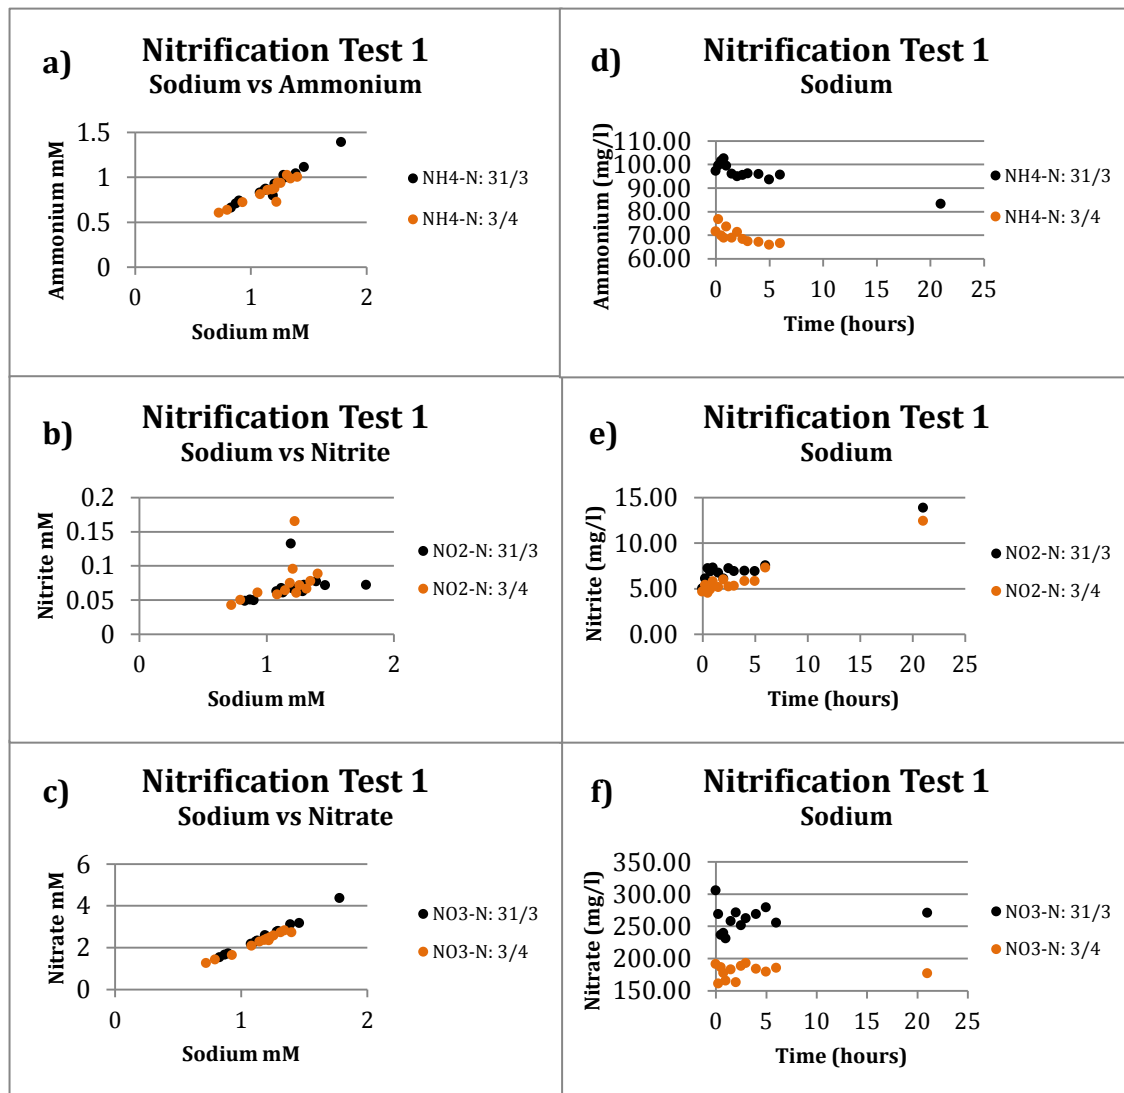 a)
Nitrification Test 1
Sodium vs Ammonium
Ammonium mM
1.5
1
0.5
0
0 1 2
Sodium mM
NH4-N: 31/3
NH4-N: 3/4
d)
Nitrification Test 1
Sodium
Ammonium (mg/l)
110.00
100.00
90.00
80.00
70.00
60.00
0 5 10 15 20 25
Time (hours)
NH4-N: 31/3
NH4-N: 3/4
b)
Nitrification Test 1
Sodium vs Nitrite
Nitrite mM
0.2
0.15
0.1
0.05
0
0 1 2
Sodium mM
NO2-N: 31/3
NO2-N: 3/4
e)
Nitrification Test 1
Sodium
Nitrite (mg/l)
15.00
10.00
5.00
0.00
0 5 10 15 20 25
Time (hours)
NO2-N: 31/3
NO2-N: 3/4
c)
Nitrification Test 1
Sodium vs Nitrate
Nitrate mM
6
4
2
0
0 1 2
Sodium mM
NO3-N: 31/3
NO3-N: 3/4
f)
Nitrification Test 1
Sodium
Nitrate (mg/l)
350.00
300.00
250.00
200.00
150.00
0 5 10 15 20 25
Time (hours)
NO3-N: 31/3
NO3-N: 3/4